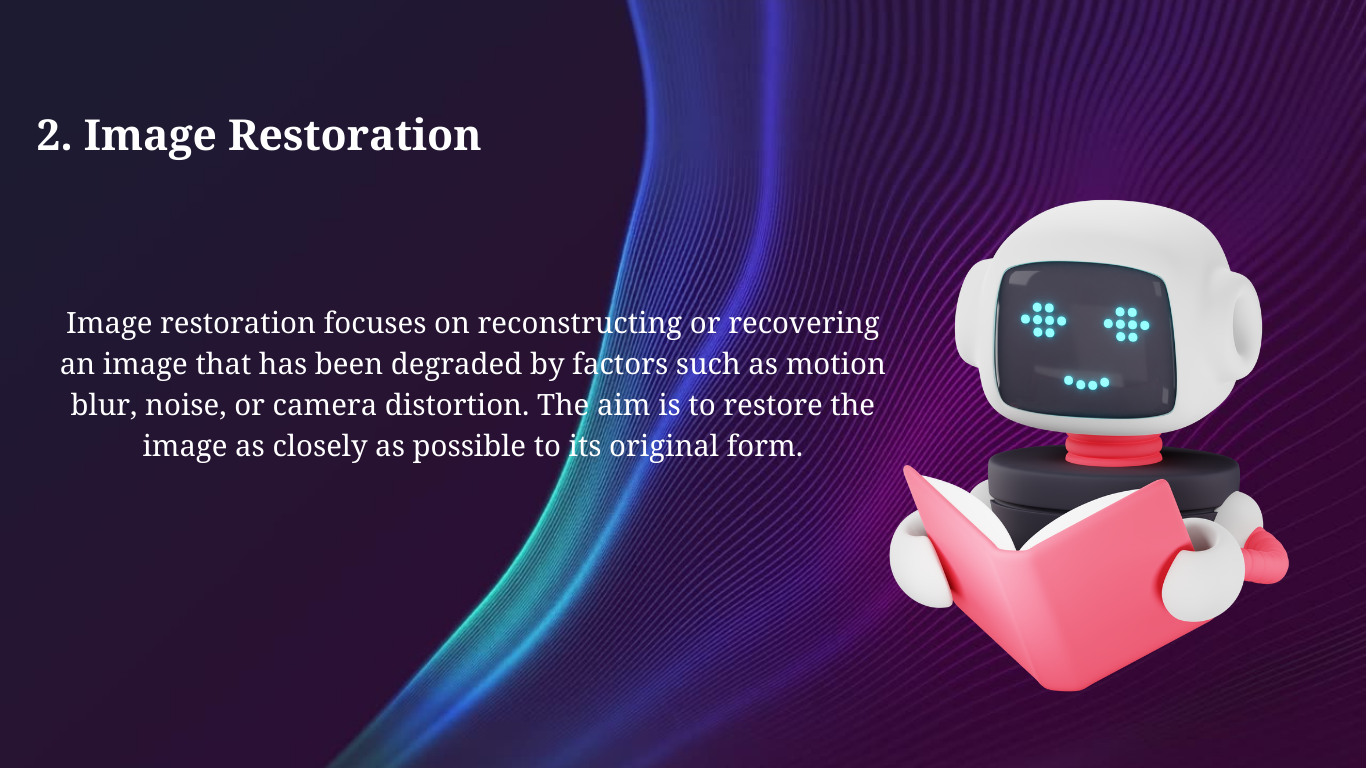 2. Image Restoration
Image restoration focuses on reconstructing or recovering
an image that has been degraded by factors such as motion
blur, noise, or camera distortion. The aim is to restore the
image as closely as possible to its original form.